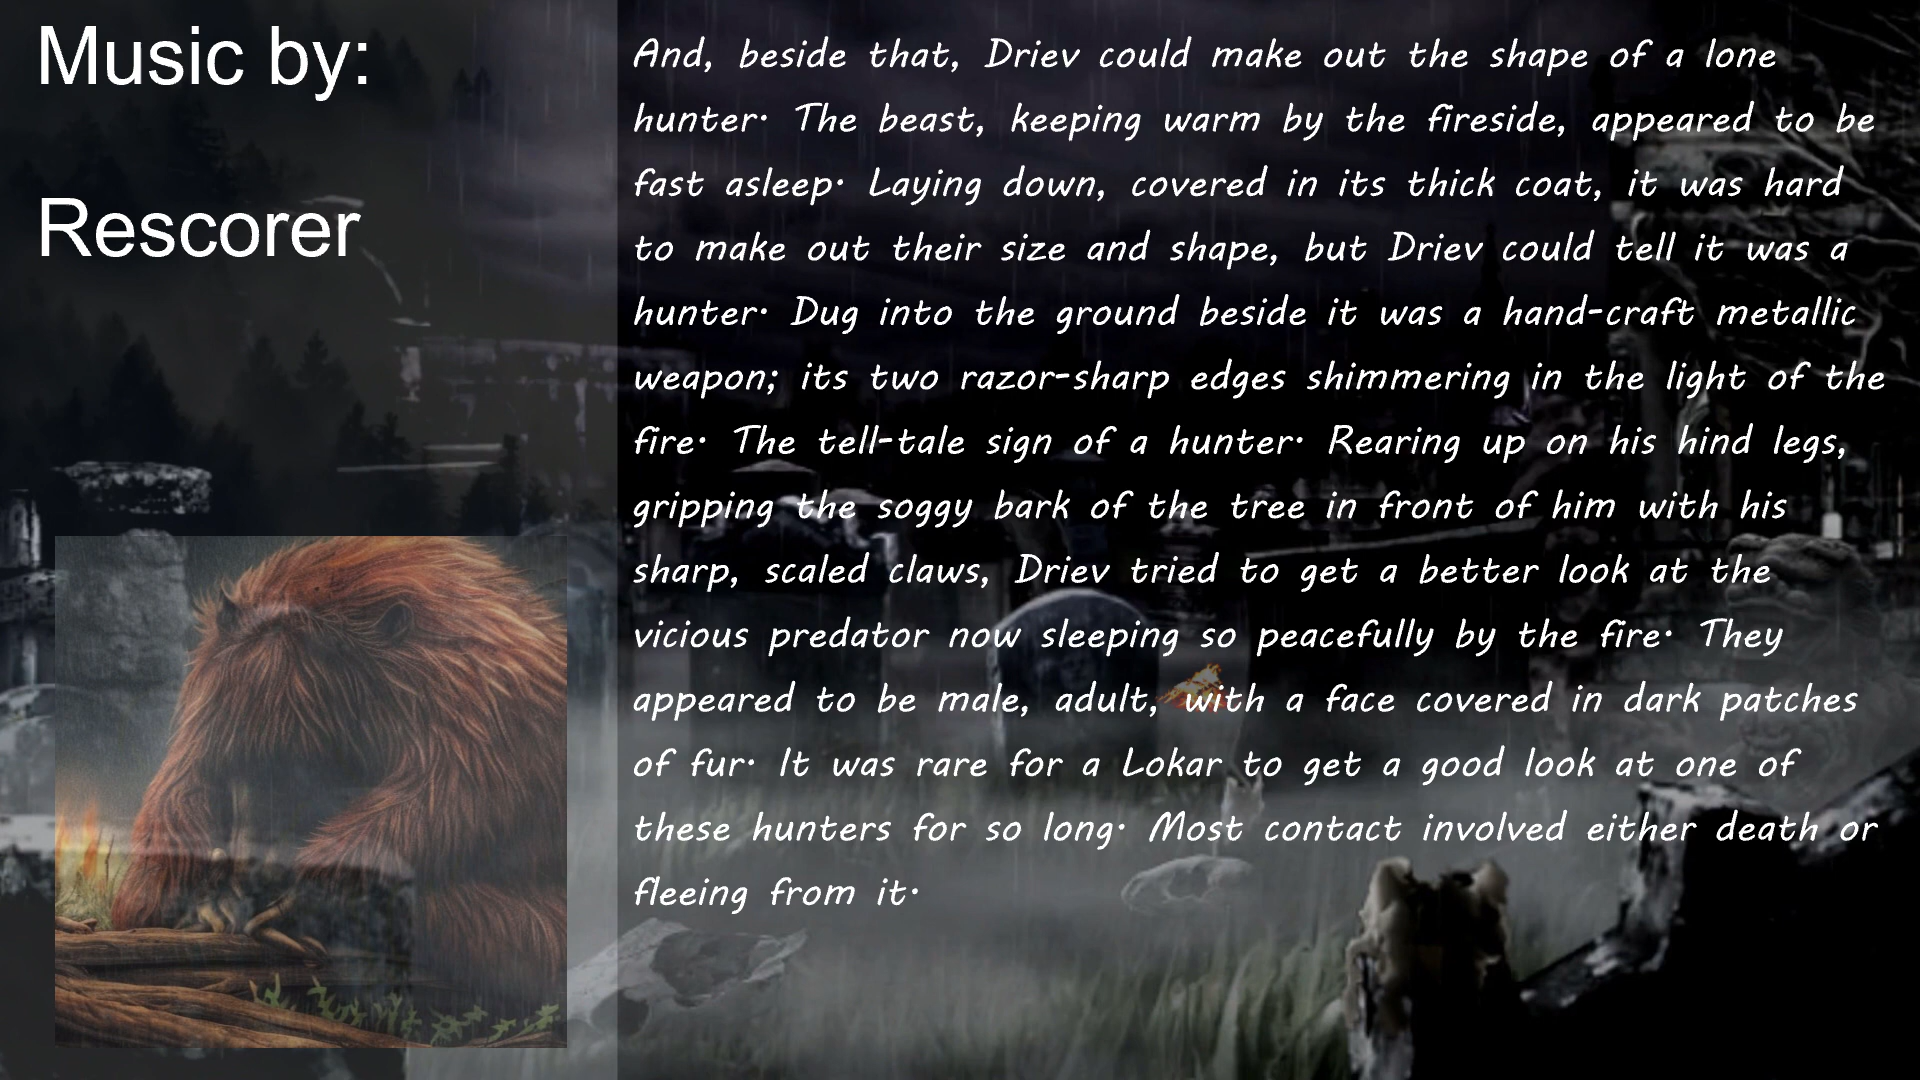 Music by:
Rescorer
And, beside that, Driev could make out the shape of a lone
hunter. The beast, keeping warm by the fireside, appeared to be
fast asleep. Laying down, covered in its thick coat, it was hard
to make out their size and shape, but Driev could tell it was a
hunter. Dug into the ground beside it was a hand-craft metallic
weapon; its two razor-sharp edges shimmering in the light of the
fire. The tell-tale sign of a hunter. Rearing up on his hind legs,
gripping the soggy bark of the tree in front of him with his
sharp, scaled claws, Driev tried to get a better look at the
vicious predator now sleeping so peacefully by the fire. They
appeared to be male, adult, with a face covered in dark patches
of fur. It was rare for a Lokar to get a good look at one of
these hunters for so long. Most contact involved either death or
fleeing from it.